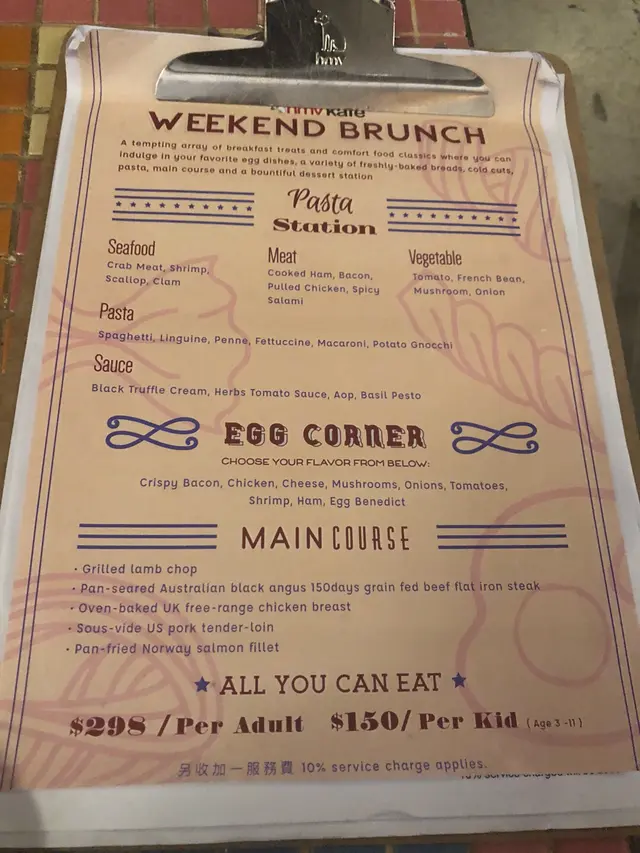 hmv
hmv Kafe
WEEKEND BRUNCH
A tempting array of breakfast treats and comfort food classics where you can
indulge in your favorite egg dishes, a variety of freshly-baked breads, cold cuts,
pasta, main course and a bountiful dessert station
Pasta
Station
Seafood
Crab Meat, Shrimp,
Scallop, Clam
Meat
Cooked Ham, Bacon,
Pulled Chicken, Spicy
Salami
Vegetable
Tomato, French Bean,
Mushroom, Onion
Pasta
Spaghetti, Linguine, Penne, Fettuccine, Macaroni, Potato Gnocchi
Sauce
Black Truffle Cream, Herbs Tomato Sauce, Aop, Basil Pesto
EGG CORNER
CHOOSE YOUR FLAVOR FROM BELOW:
Crispy Bacon, Chicken, Cheese, Mushrooms, Onions, Tomatoes,
Shrimp, Ham, Egg Benedict
MAIN COURSE
• Grilled lamb chop
• Pan-seared Australian black angus 150days grain fed beef flat iron steak
• Oven-baked UK free-range chicken breast
• Sous-vide US pork tender-loin
• Pan-fried Norway salmon fillet
★ ALL YOU CAN EAT ★
$298 /Per Adult $150/ Per Kid ( Age 3 -11 )
另收加一服務費 10% service charge applies.